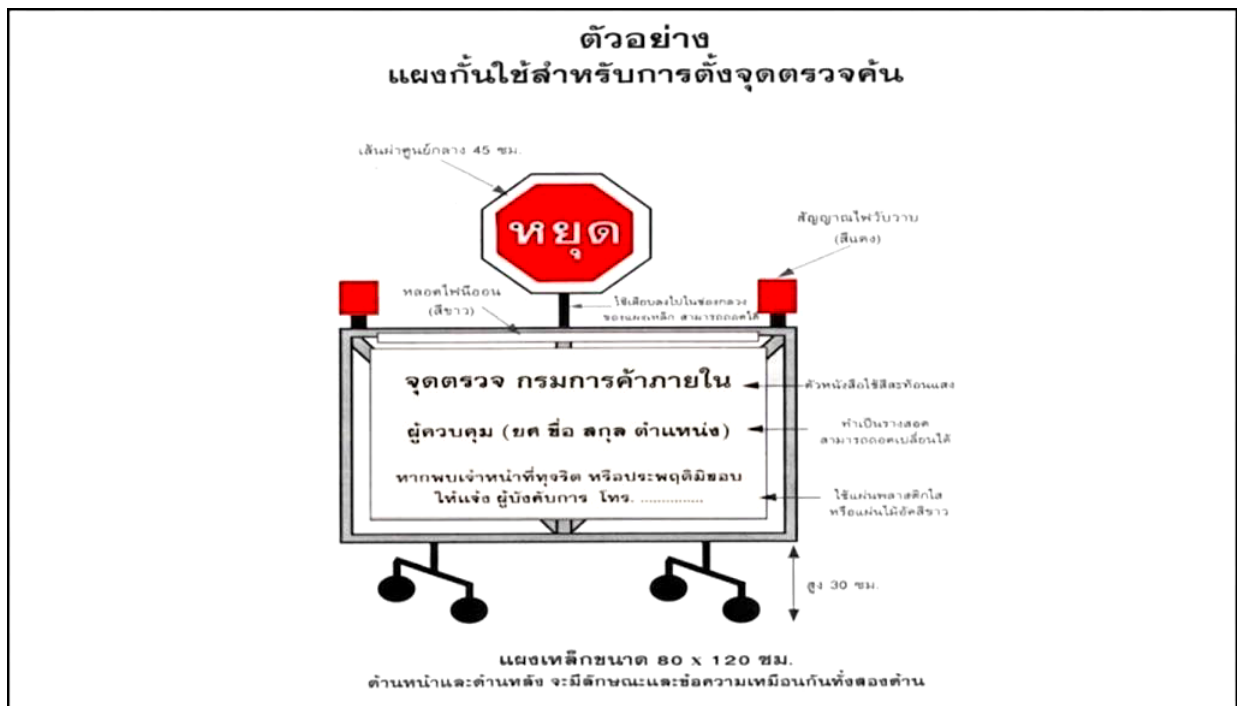 ตัวอย่าง
แผงกั้นใช้สำหรับการตั้งจุดตรวจค้น
เส้นผ่าศูนย์กลาง 45 ซม.
หยุด
สัญญาณไฟวับวาบ
(สีแดง)
หลอดไฟนีออน
(สีขาว)
ใช้เสียบลงไปในช่องกลวง
ของแผงเหล็ก สามารถถอดได้
จุดตรวจ กรมการค้าภายใน
ตัวหนังสือใช้สีสะท้อนแสง
ผู้ควบคุม (ยศ ชื่อ สกุล ตำแหน่ง)
ทำเป็นรางสอด
สามารถถอดเปลี่ยนได้
หากพบเจ้าหน้าที่ทุจริต หรือประพฤติมิชอบ
ให้แจ้ง ผู้บังคับการ โทร. ..............
ใช้แผ่นพลาสติกใส
หรือแผ่นไม้อัดสีขาว
สูง 30 ซม.
แผงเหล็กขนาด 80 x 120 ซม.
ด้านหน้าและด้านหลัง จะมีลักษณะและข้อความเหมือนกันทั้งสองด้าน